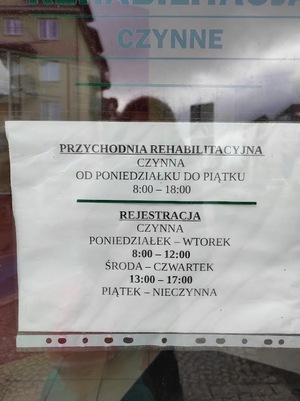 REHABILITACJA
CZYNNE
PRZYCHODNIA REHABILITACYJNA
CZYNNA
OD PONIEDZIAŁKU DO PIĄTKU
8:00 – 18:00
REJESTRACJA
CZYNNA
PONIEDZIAŁEK – WTOREK
8:00 – 12:00
ŚRODA – CZWARTEK
13:00 – 17:00
PIĄTEK – NIECZYNNA